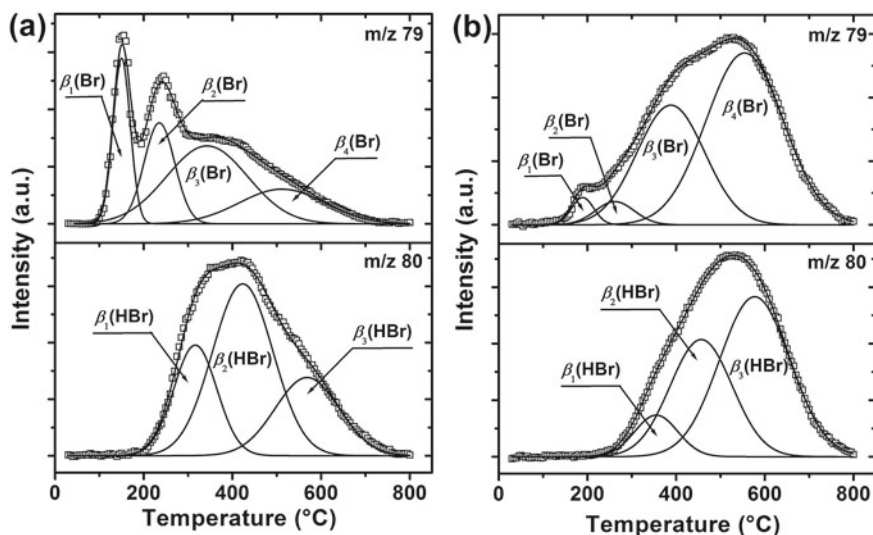 (a)
m/z 79
β₁(Br)
β₂(Br)
β₃(Br)
β₄(Br)
m/z 80
β₁(HBr)
β₂(HBr)
β₃(HBr)
Intensity (a.u.)
0 200 400 600 800
Temperature (°C)
(b)
m/z 79
β₁(Br)
β₂(Br)
β₃(Br)
β₄(Br)
m/z 80
β₁(HBr)
β₂(HBr)
β₃(HBr)
Intensity (a.u.)
0 200 400 600 800
Temperature (°C)